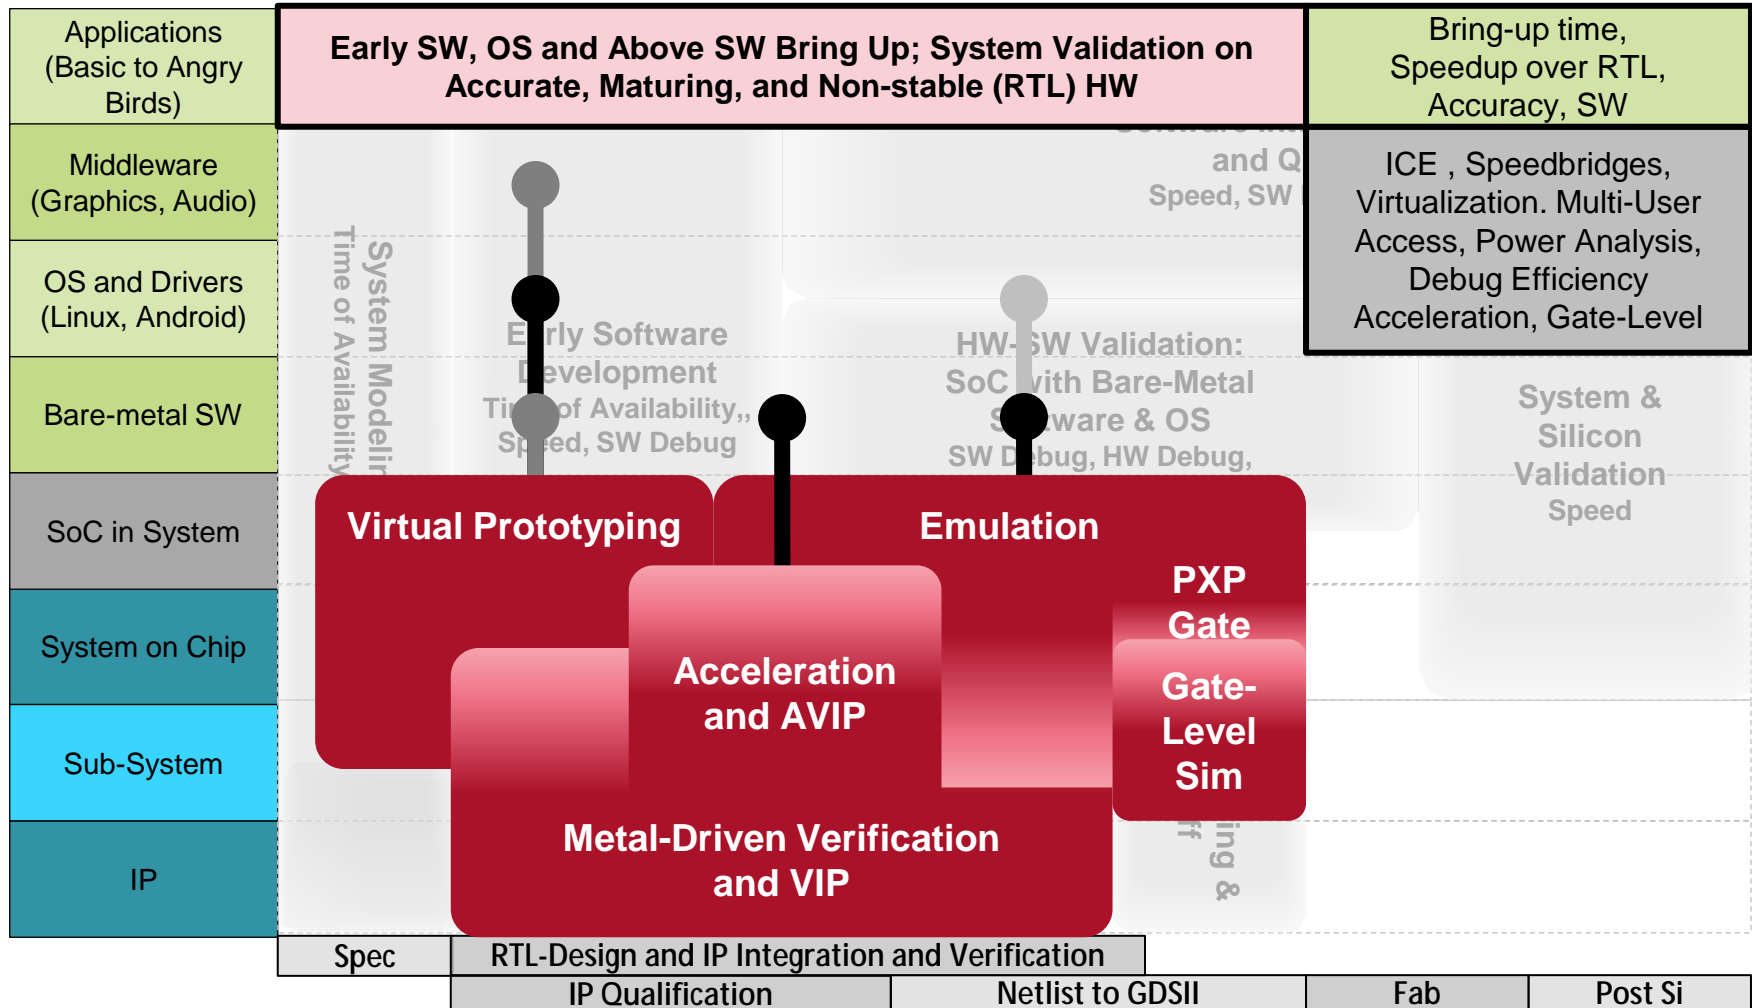 Applications
(Basic to Angry
Birds)
Early SW, OS and Above SW Bring Up; System Validation on
Accurate, Maturing, and Non-stable (RTL) HW
Bring-up time,
Speedup over RTL,
Accuracy, SW
Middleware
(Graphics, Audio)
and Q
Speed, SW
ICE , Speedbridges,
Virtualization. Multi-User
Access, Power Analysis,
Debug Efficiency
Acceleration, Gate-Level
OS and Drivers
(Linux, Android)
System
Time of Availability
Early Software
Development
Time of Availability,,
Speed, SW Debug
HW-SW Validation:
SoC with Bare-Metal
Software & OS
SW Debug, HW Debug,
Bare-metal SW
System &
Silicon
Validation
Speed
SoC in System
Virtual Prototyping
Emulation
PXP
Gate
System on Chip
Acceleration
and AVIP
Gate-
Level
Sim
Sub-System
Metal-Driven Verification
and VIP
&
IP
Spec
RTL-Design and IP Integration and Verification
IP Qualification
Netlist to GDSII
Fab
Post Si